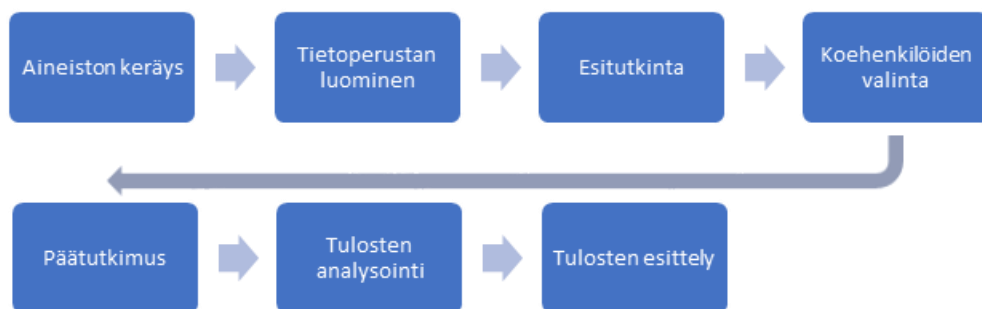 Aineiston keräys
Tietoperustan
luominen
Esitutkinta
Koehenkilöiden
valinta
Päätutkimus
Tulosten
analysointi
Tulosten esittely